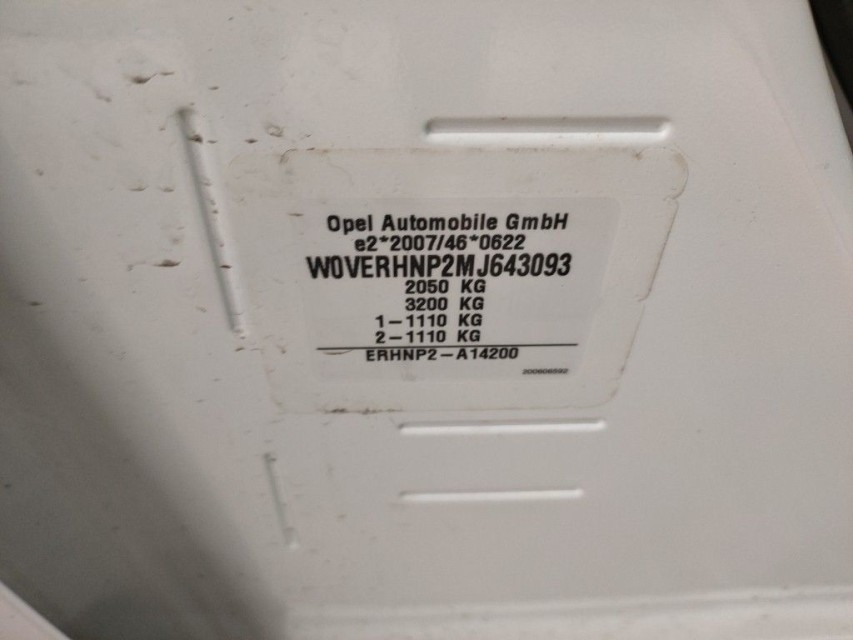 Opel Automobile GmbH
e2*2007/46*0622
W0VERHNP2MJ643093
2050 KG
3200 KG
1-1110 KG
2-1110 KG
ERHNP2-A14200